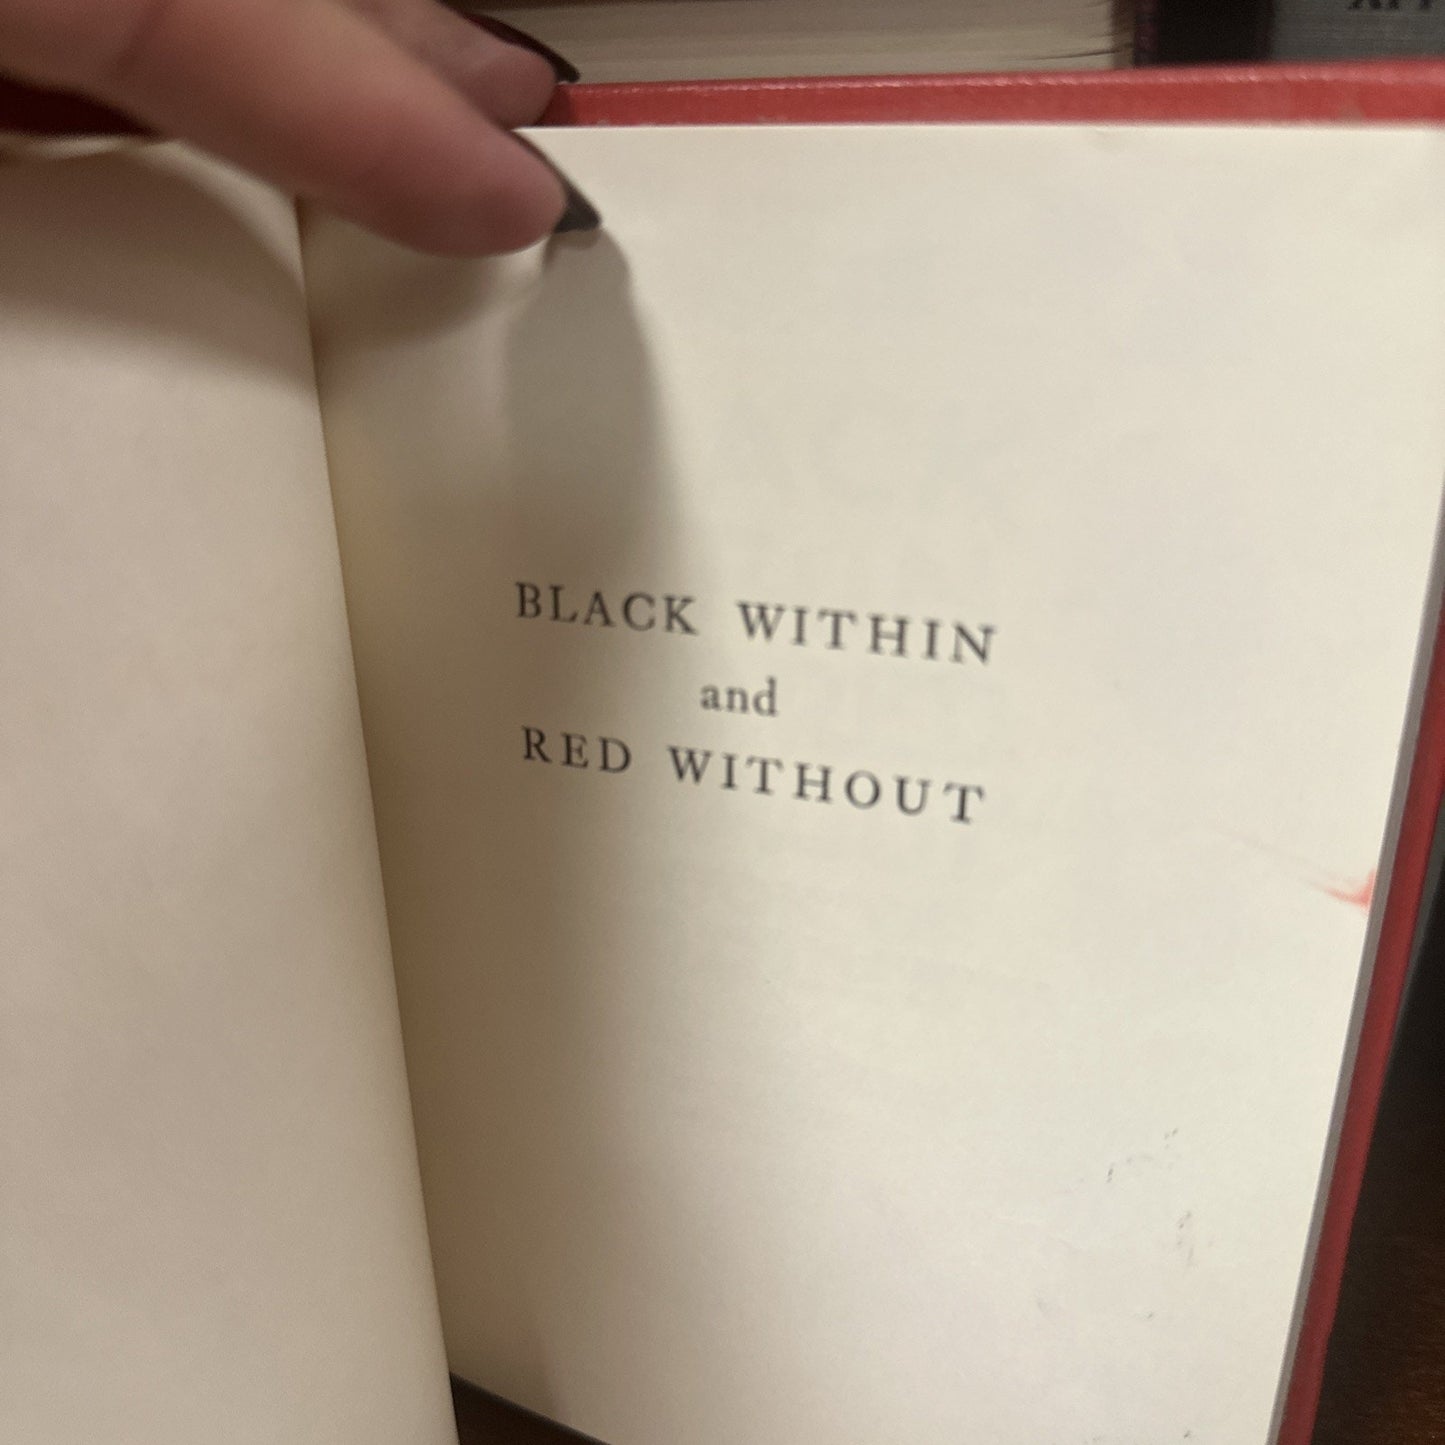 BLACK WITHIN
and
RED WITHOUT